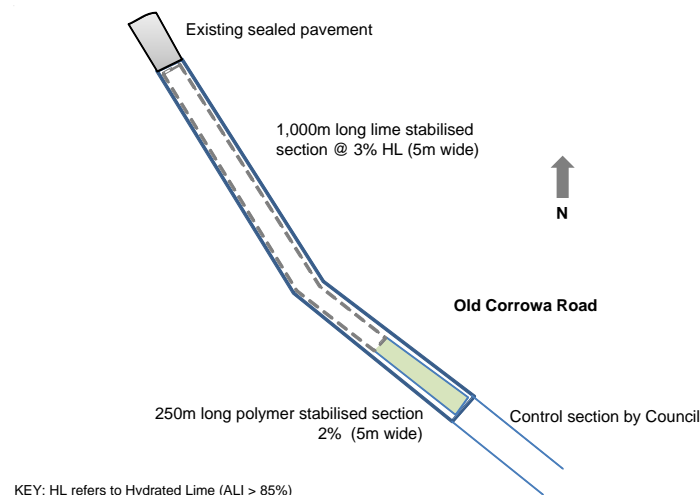 Existing sealed pavement
1,000m long lime stabilised
section @ 3% HL (5m wide)
N
Old Corrowa Road
250m long polymer stabilised section
2% (5m wide)
Control section by Council
KEY: HL refers to Hydrated Lime (ALI > 85%)